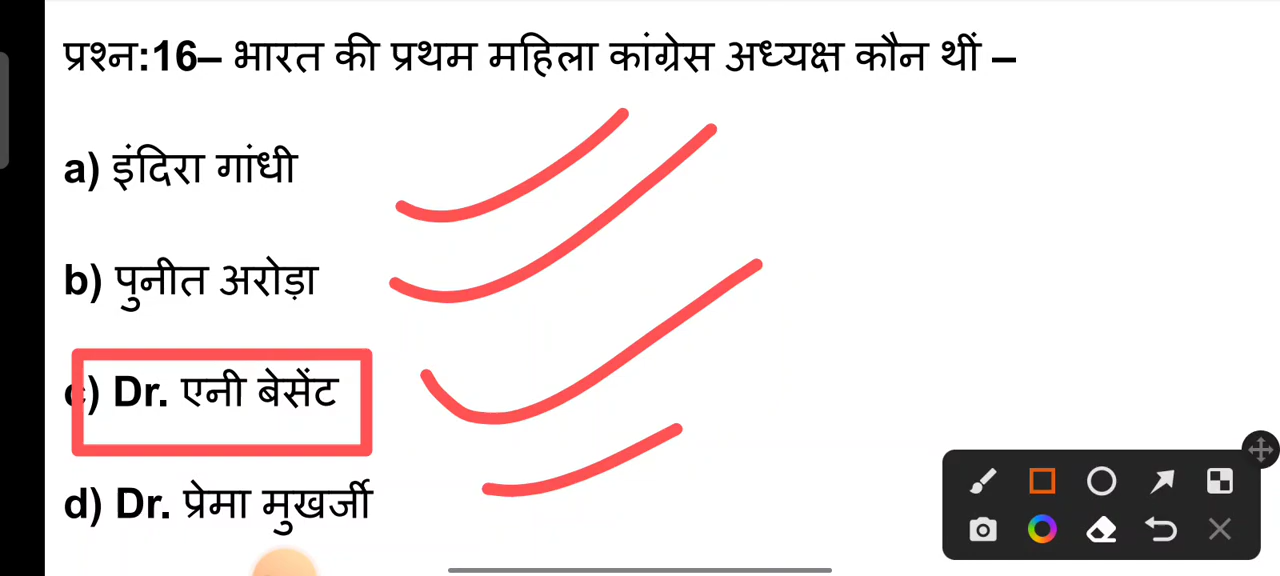 प्रश्न:16– भारत की प्रथम महिला कांग्रेस अध्यक्ष कौन थीं –
a) इंदिरा गांधी
b) पुनीत अरोड़ा
c) Dr. एनी बेसेंट
d) Dr. प्रेमा मुखर्जी